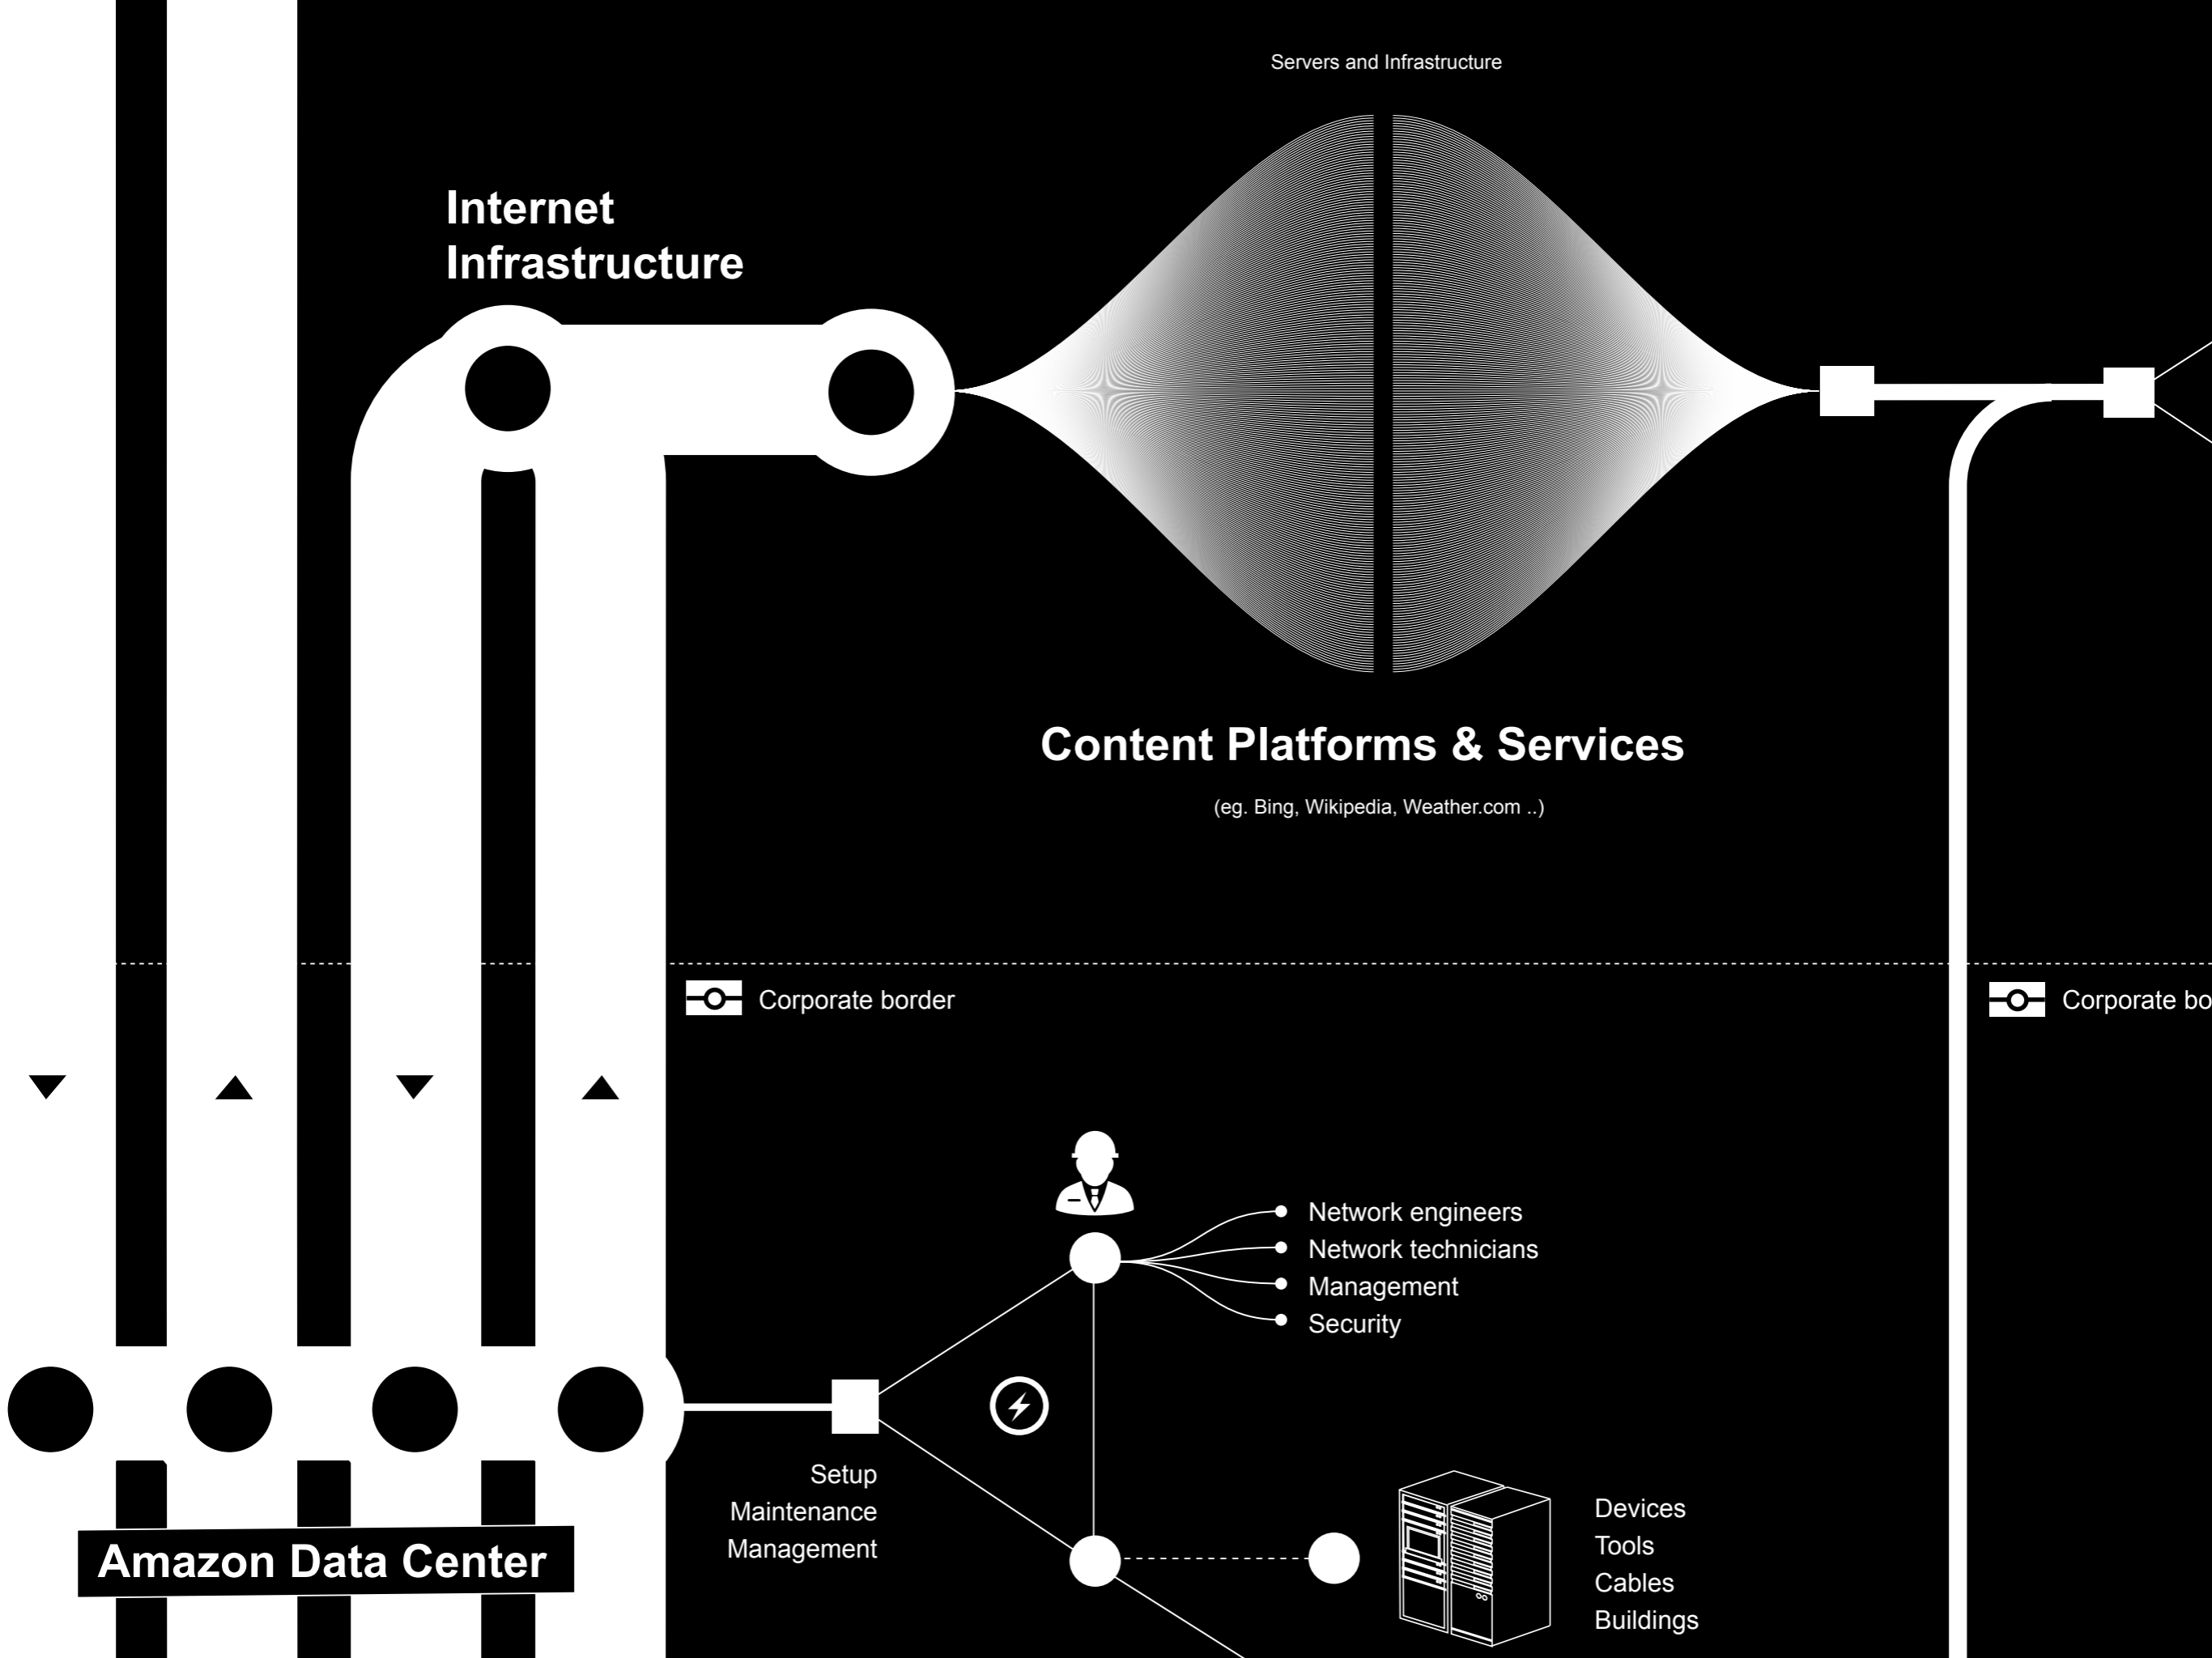 Servers and Infrastructure
Internet
Infrastructure
Content Platforms & Services
(eg. Bing, Wikipedia, Weather.com ..)
Corporate border
Corporate bo
Network engineers
Network technicians
Management
Security
Setup
Maintenance
Management
Devices
Tools
Cables
Buildings
Amazon Data Center